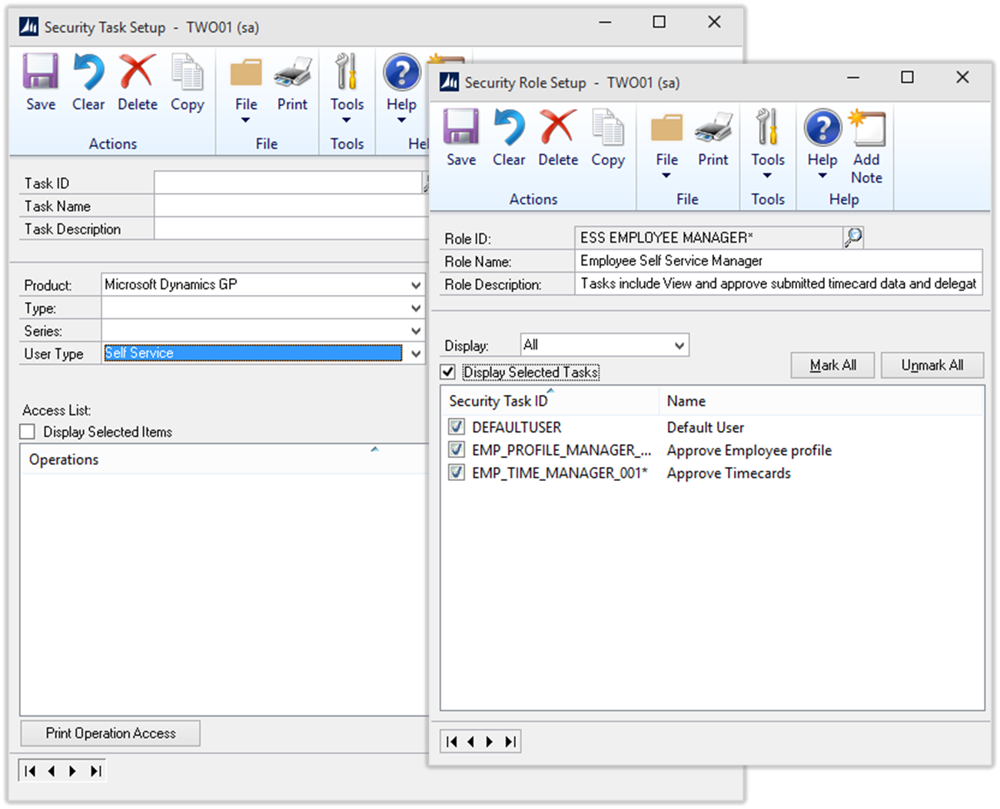 Security Task Setup - TWO01 (sa)
Save Clear Delete Copy File Print Tools Help
Actions File Tools Hel
Task ID
Task Name
Task Description
Product: Microsoft Dynamics GP
Type:
Series:
User Type Self Service
Access List:
Display Selected Items
Operations
Print Operation Access
Security Role Setup - TWO01 (sa)
Save Clear Delete Copy File Print Tools Help Add
Note
Actions File Tools Help
Role ID: ESS EMPLOYEE MANAGER*
Role Name: Employee Self Service Manager
Role Description: Tasks include View and approve submitted timecard data and delegat
Display: All
Display Selected Tasks
Mark All Unmark All
Security Task ID Name
DEFAULTUSER Default User
EMP_PROFILE_MANAGER_... Approve Employee profile
EMP_TIME_MANAGER_001* Approve Timecards